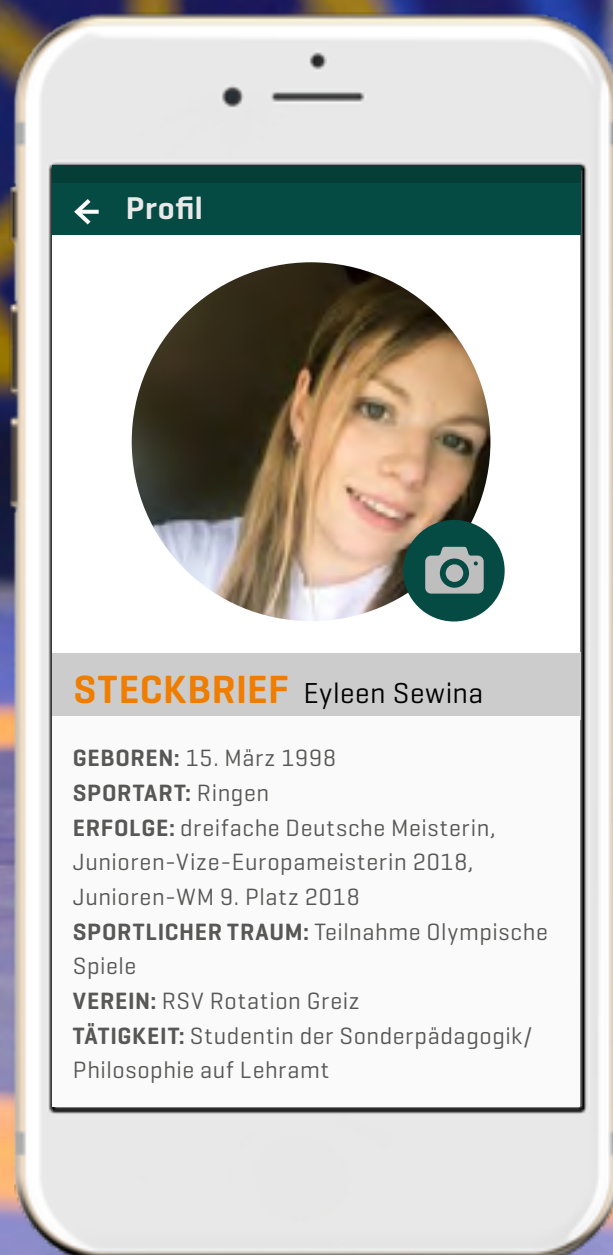 Profil
STECKBRIEF Eyleen Sewina
GEBOREN: 15. März 1998
SPORTART: Ringen
ERFOLGE: dreifache Deutsche Meisterin,
Junioren-Vize-Europameisterin 2018,
Junioren-WM 9. Platz 2018
SPORTLICHER TRAUM: Teilnahme Olympische
Spiele
VEREIN: RSV Rotation Greiz
TÄTIGKEIT: Studentin der Sonderpädagogik/
Philosophie auf Lehramt